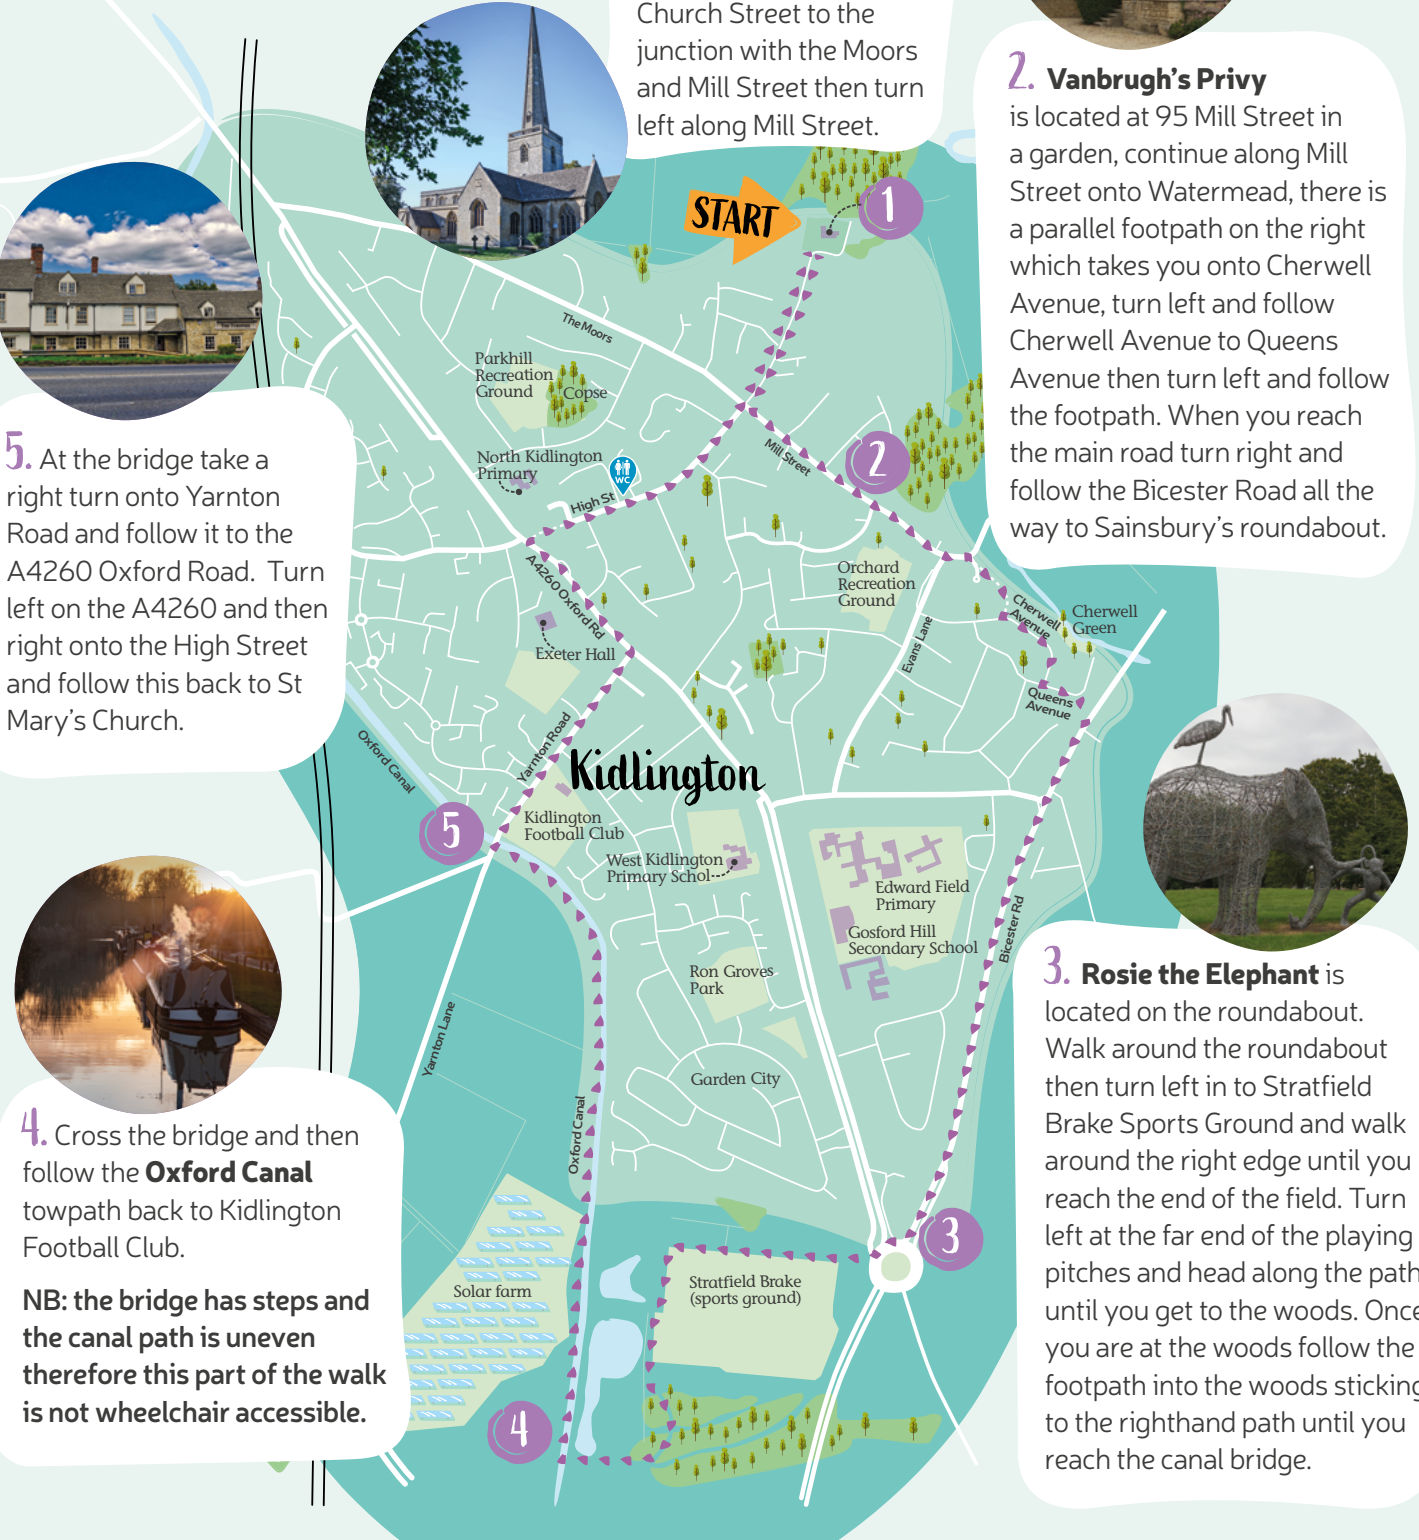 Church Street to the
junction with the Moors
and Mill Street then turn
left along Mill Street.
START
1
2. Vanbrugh's Privy
is located at 95 Mill Street in
a garden, continue along Mill
Street onto Watermead, there is
a parallel footpath on the right
which takes you onto Cherwell
Avenue, turn left and follow
Cherwell Avenue to Queens
Avenue then turn left and follow
the footpath. When you reach
the main road turn right and
follow the Bicester Road all the
way to Sainsbury's roundabout.
The Moors
Parkhill
Recreation
Ground
Copse
North Kidlington
Primary
WC
High St
Mill Street
2
A4260 Oxford Rd
Exeter Hall
Orchard
Recreation
Ground
Evans Lane
Cherwell
Avenue
Cherwell
Green
Queens
Avenue
5. At the bridge take a
right turn onto Yarnton
Road and follow it to the
A4260 Oxford Road.  Turn
left on the A4260 and then
right onto the High Street
and follow this back to St
Mary's Church.
Oxford Canal
Yarnton Road
Kidlington
5
Kidlington
Football Club
West Kidlington
Primary Schol
Edward Field
Primary
Gosford Hill
Secondary School
Bicester Rd
Ron Groves
Park
Yarnton Lane
Garden City
Oxford Canal
3. Rosie the Elephant is
located on the roundabout.
Walk around the roundabout
then turn left in to Stratfield
Brake Sports Ground and walk
around the right edge until you
reach the end of the field. Turn
left at the far end of the playing
pitches and head along the path
until you get to the woods. Once
you are at the woods follow the
footpath into the woods sticking
to the righthand path until you
reach the canal bridge.
4. Cross the bridge and then
follow the Oxford Canal
towpath back to Kidlington
Football Club.
NB: the bridge has steps and
the canal path is uneven
therefore this part of the walk
is not wheelchair accessible.
3
Stratfield Brake
(sports ground)
Solar farm
4